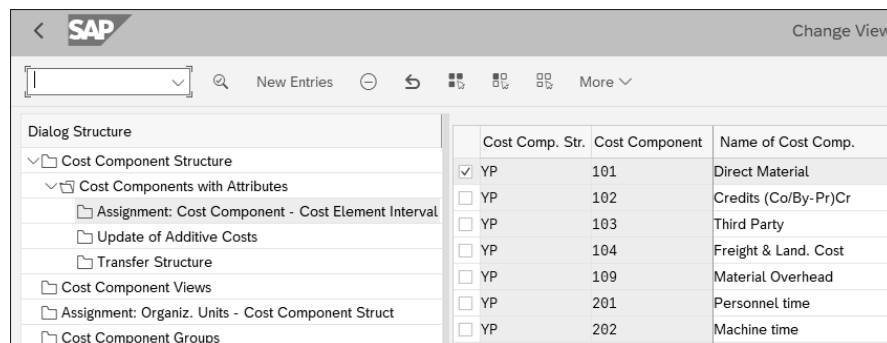 SAP
Change View
New Entries
More
Dialog Structure
Cost Component Structure
Cost Components with Attributes
Assignment: Cost Component - Cost Element Interval
Update of Additive Costs
Transfer Structure
Cost Component Views
Assignment: Organiz. Units - Cost Component Struct
Cost Component Groups
Cost Comp. Str. Cost Component Name of Cost Comp.
YP 101 Direct Material
YP 102 Credits (Co/By-Pr)Cr
YP 103 Third Party
YP 104 Freight & Land. Cost
YP 109 Material Overhead
YP 201 Personnel time
YP 202 Machine time